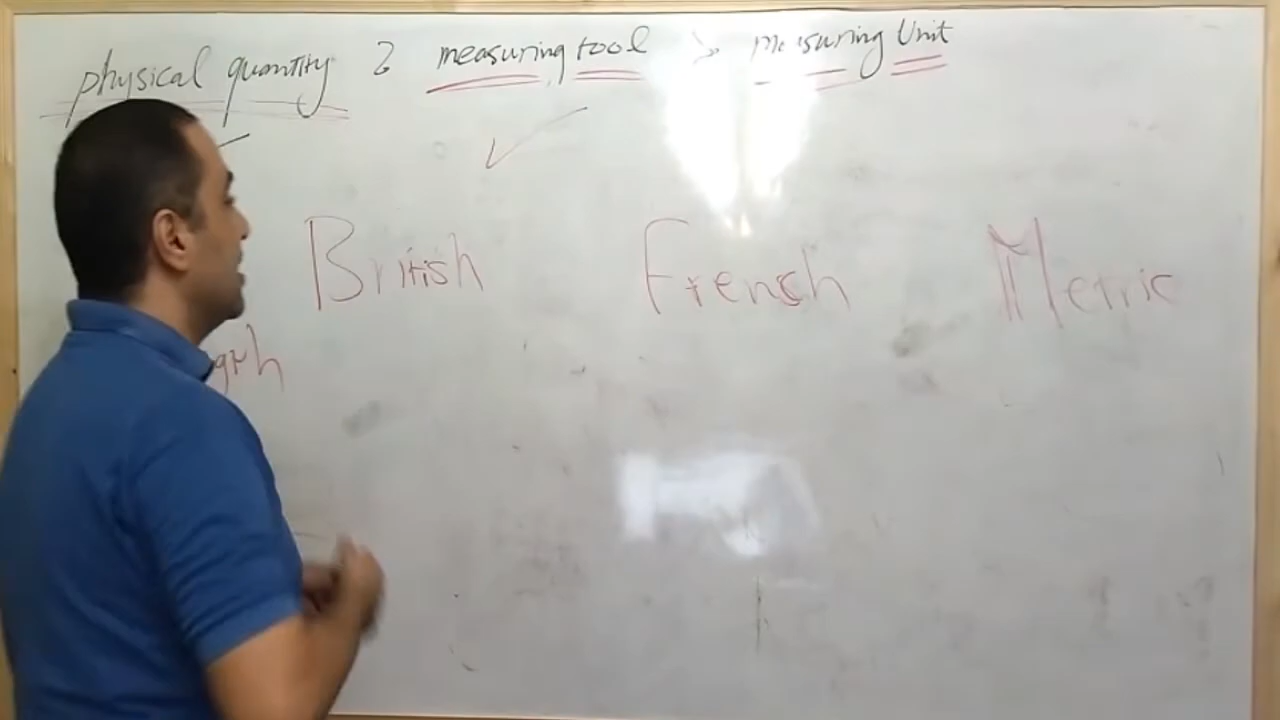 physical quantity measuring tool measuring Unit
British French Metric